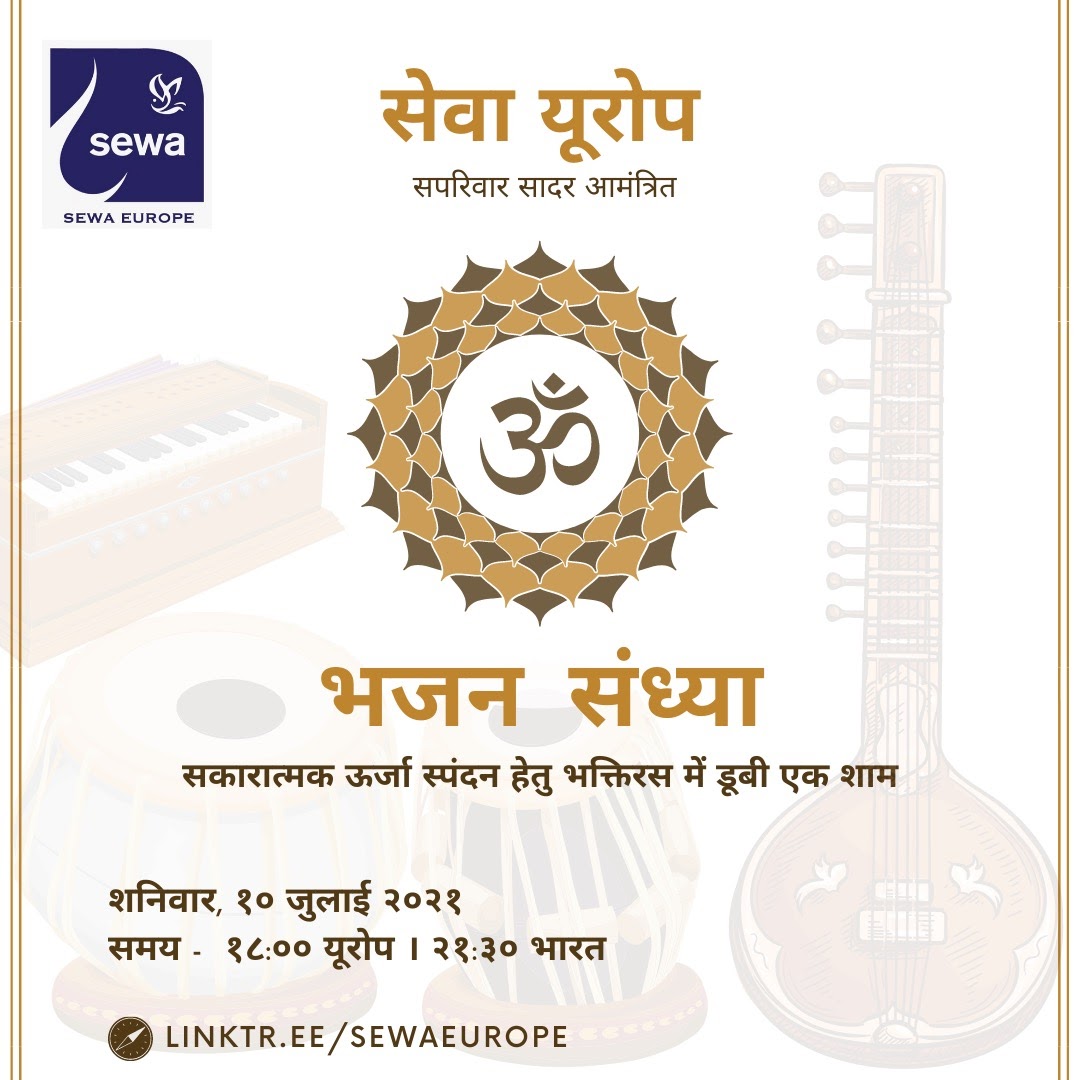 sewa
SEWA EUROPE
सेवा यूरोप
सपरिवार सादर आमंत्रित
ॐ
भजन संध्या
सकारात्मक ऊर्जा स्पंदन हेतु भक्तिरस में डूबी एक शाम
शनिवार, १० जुलाई २०२१
समय - १८:०० यूरोप । २१:३० भारत
LINKTR.EE/SEWAEUROPE